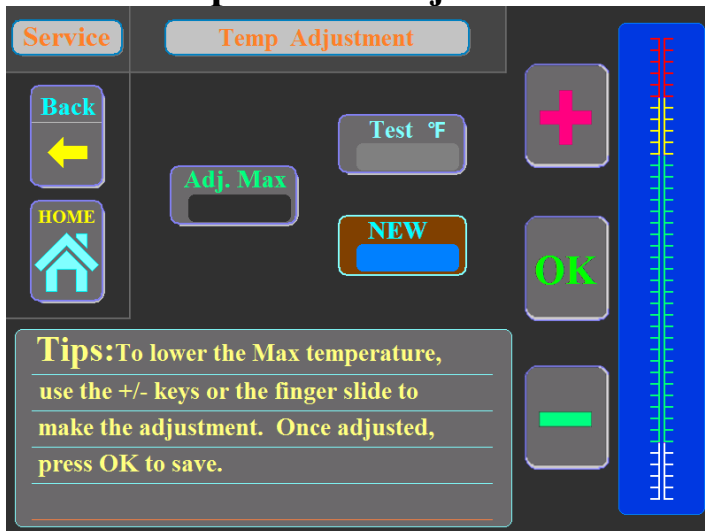 Service
Temp Adjustment
Back
HOME
Adj. Max
Test °F
NEW
OK
Tips:To lower the Max temperature,
use the +/- keys or the finger slide to
make the adjustment. Once adjusted,
press OK to save.